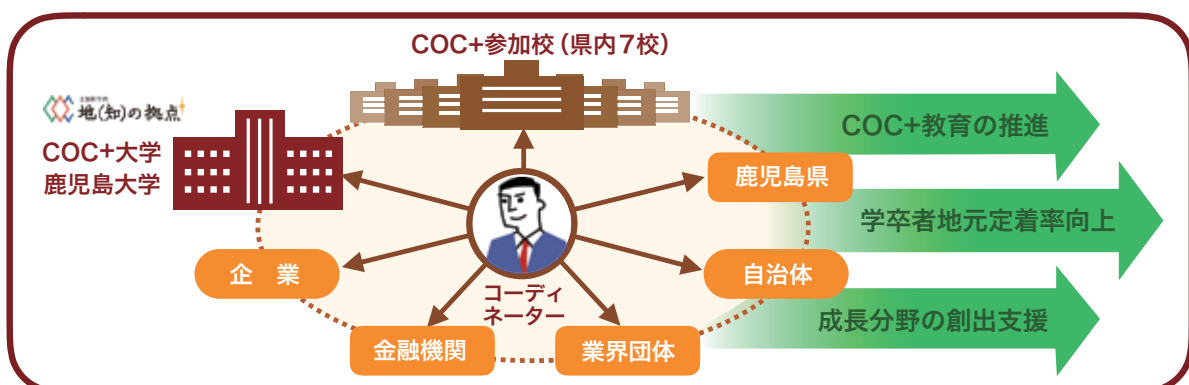 COC+参加校（県内7校）
地(知)の拠点
COC+大学
鹿児島大学
鹿児島県
企　業
自治体
コーディ
ネーター
金融機関
業界団体
COC+教育の推進
学卒者地元定着率向上
成長分野の創出支援